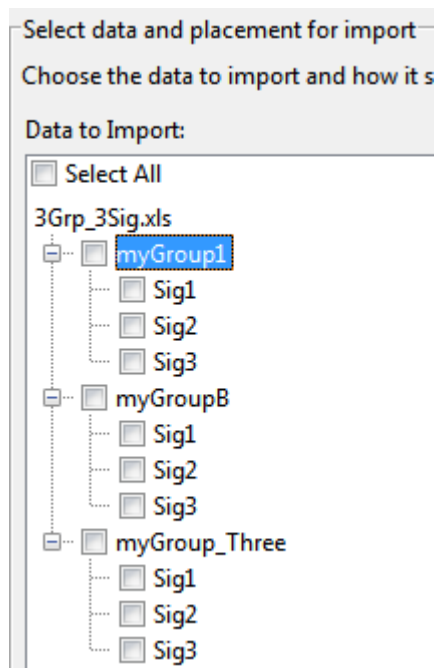 Select data and placement for import
Choose the data to import and how it s
Data to Import:
Select All
3Grp_3Sig.xls
myGroup1
Sig1
Sig2
Sig3
myGroupB
Sig1
Sig2
Sig3
myGroup_Three
Sig1
Sig2
Sig3